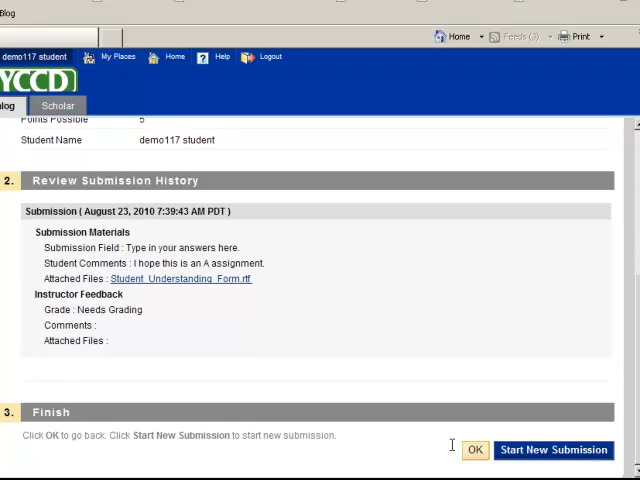 Blog
Home Feeds (J) Print
demo117 student My Places Home Help Logout
YCCD
Scholar
Points Possible 5
Student Name demo117 student
2. Review Submission History
Submission ( August 23, 2010 7:39:43 AM PDT )
Submission Materials
Submission Field : Type in your answers here.
Student Comments : I hope this is an A assignment.
Attached Files : Student_Understanding_Form.rtf
Instructor Feedback
Grade : Needs Grading
Comments :
Attached Files :
3. Finish
Click OK to go back. Click Start New Submission to start new submission.
OK Start New Submission